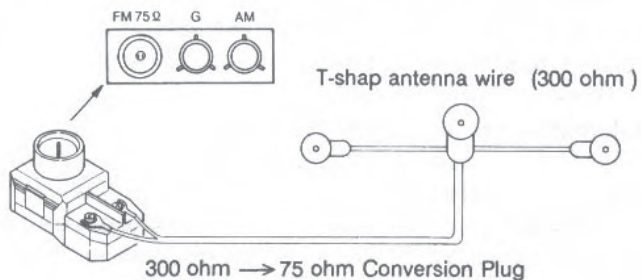 FM 75Ω G AM
T-shap antenna wire (300 ohm )
300 ohm → 75 ohm Conversion Plug